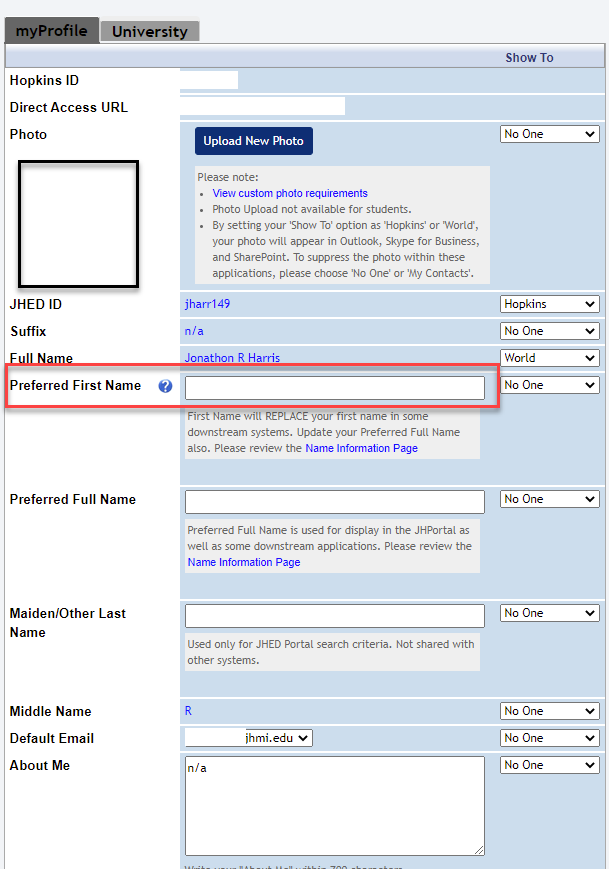 myProfile University
Show To
Hopkins ID
Direct Access URL
Photo Upload New Photo No One
Please note:
• View custom photo requirements
• Photo Upload not available for students.
• By setting your 'Show To' option as 'Hopkins' or 'World',
your photo will appear in Outlook, Skype for Business,
and SharePoint. To suppress the photo within these
applications, please choose 'No One' or 'My Contacts'.
JHED ID jharr149 Hopkins
Suffix n/a No One
Full Name Jonathon R Harris World
Preferred First Name ? No One
First Name will REPLACE your first name in some
downstream systems. Update your Preferred Full Name
also. Please review the Name Information Page
Preferred Full Name No One
Preferred Full Name is used for display in the JHPortal as
well as some downstream applications. Please review the
Name Information Page
Maiden/Other Last No One
Name
Used only for JHED Portal search criteria. Not shared with
other systems.
Middle Name R No One
Default Email jhmi.edu No One
About Me n/a No One